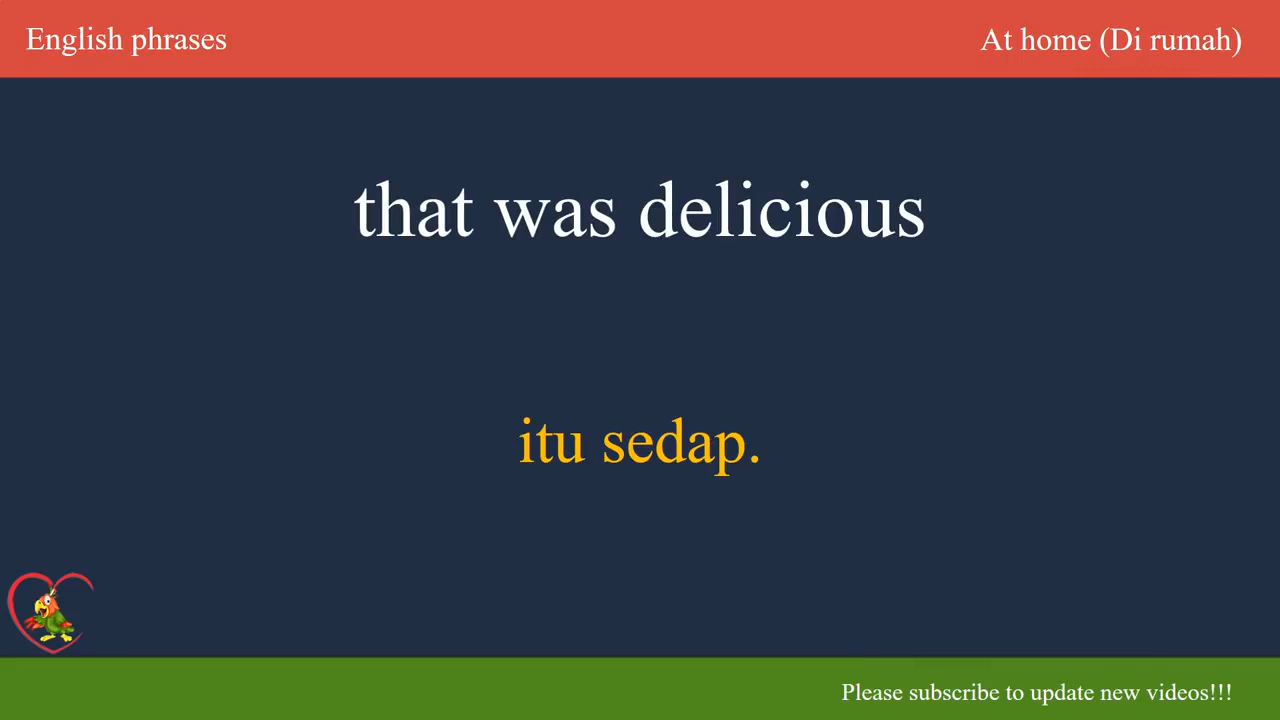 English phrases
At home (Di rumah)
that was delicious
itu sedap.
Please subscribe to update new videos!!!